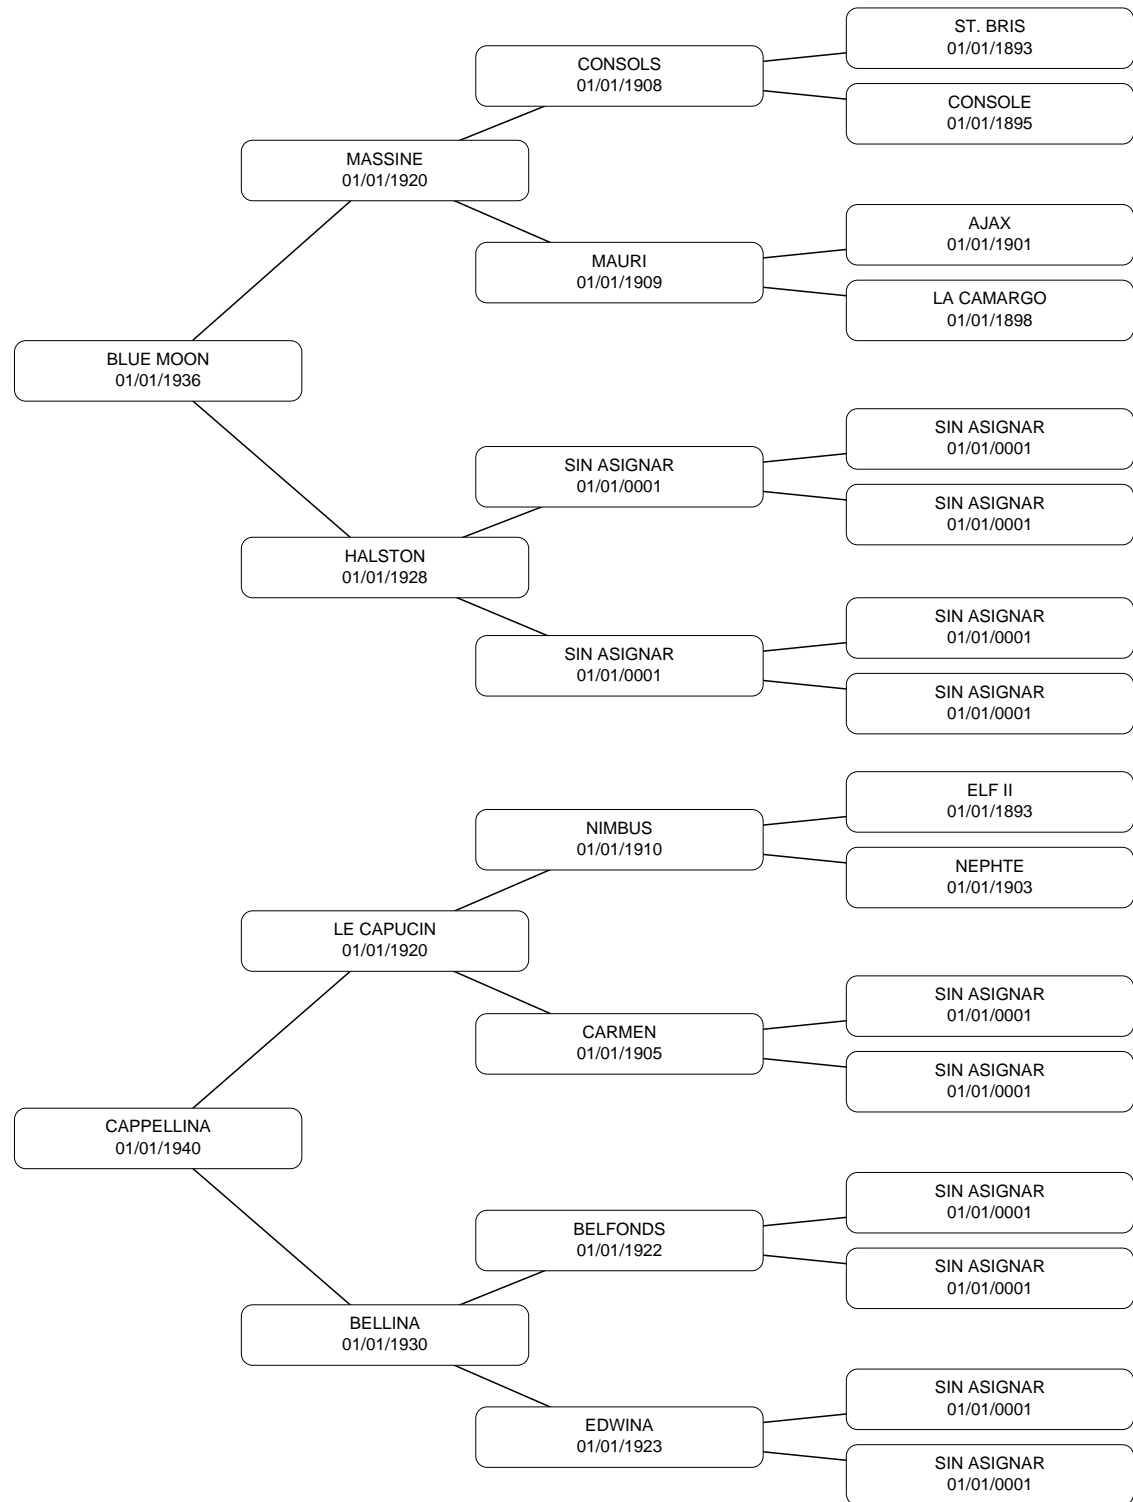 ST. BRIS
01/01/1893
CONSOLS
01/01/1908
CONSOLE
01/01/1895
MASSINE
01/01/1920
AJAX
01/01/1901
MAURI
01/01/1909
LA CAMARGO
01/01/1898
BLUE MOON
01/01/1936
SIN ASIGNAR
01/01/0001
SIN ASIGNAR
01/01/0001
SIN ASIGNAR
01/01/0001
HALSTON
01/01/1928
SIN ASIGNAR
01/01/0001
SIN ASIGNAR
01/01/0001
SIN ASIGNAR
01/01/0001
ELF II
01/01/1893
NIMBUS
01/01/1910
NEPHTE
01/01/1903
LE CAPUCIN
01/01/1920
SIN ASIGNAR
01/01/0001
CARMEN
01/01/1905
SIN ASIGNAR
01/01/0001
CAPPELLINA
01/01/1940
SIN ASIGNAR
01/01/0001
BELFONDS
01/01/1922
SIN ASIGNAR
01/01/0001
BELLINA
01/01/1930
SIN ASIGNAR
01/01/0001
EDWINA
01/01/1923
SIN ASIGNAR
01/01/0001